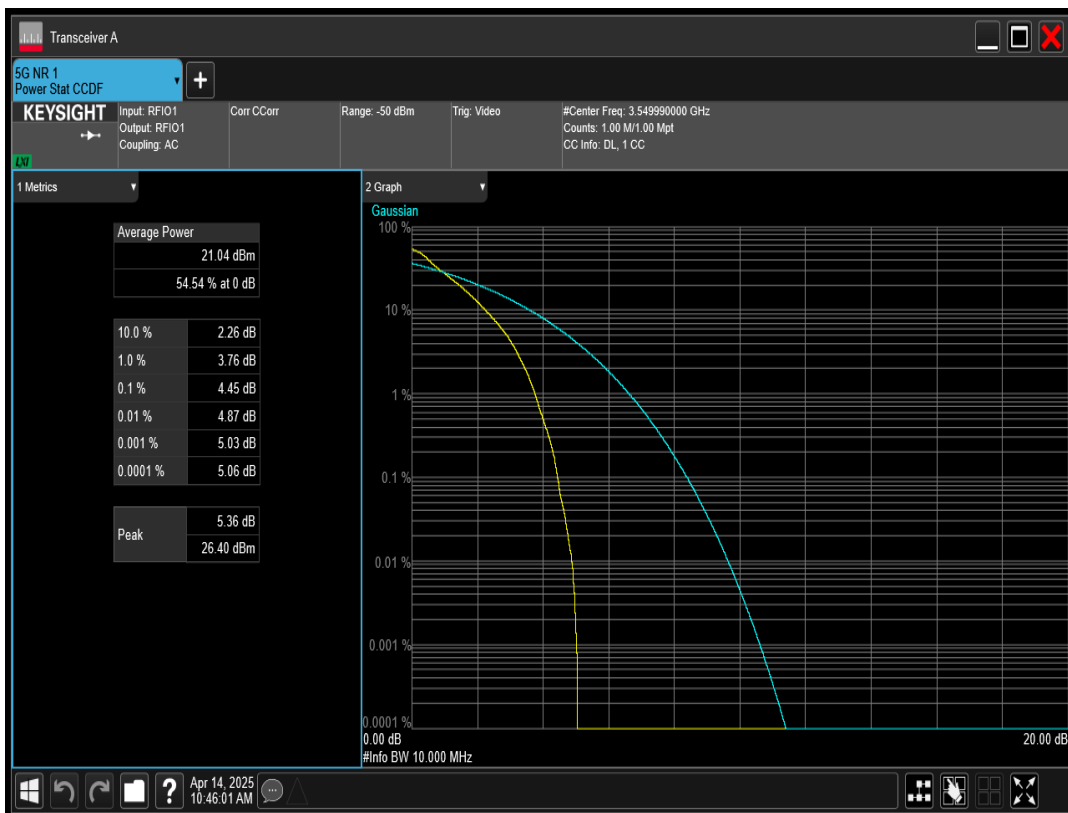 Transceiver A
5G NR 1
Power Stat CCDF
+
KEYSIGHT
LXI
Input: RFIO1
Output: RFIO1
Coupling: AC
Corr CCorr
Range: -50 dBm
Trig: Video
#Center Freq: 3.549990000 GHz
Counts: 1.00 M/1.00 Mpt
CC Info: DL, 1 CC
1 Metrics
Average Power
21.04 dBm
54.54 % at 0 dB
10.0 % 2.26 dB
1.0 % 3.76 dB
0.1 % 4.45 dB
0.01 % 4.87 dB
0.001 % 5.03 dB
0.0001 % 5.06 dB
Peak 5.36 dB
26.40 dBm
2 Graph
Gaussian
100 %
10 %
1 %
0.1 %
0.01 %
0.001 %
0.0001 %
0.00 dB 20.00 dB
#Info BW 10.000 MHz
?
Apr 14, 2025
10:46:01 AM